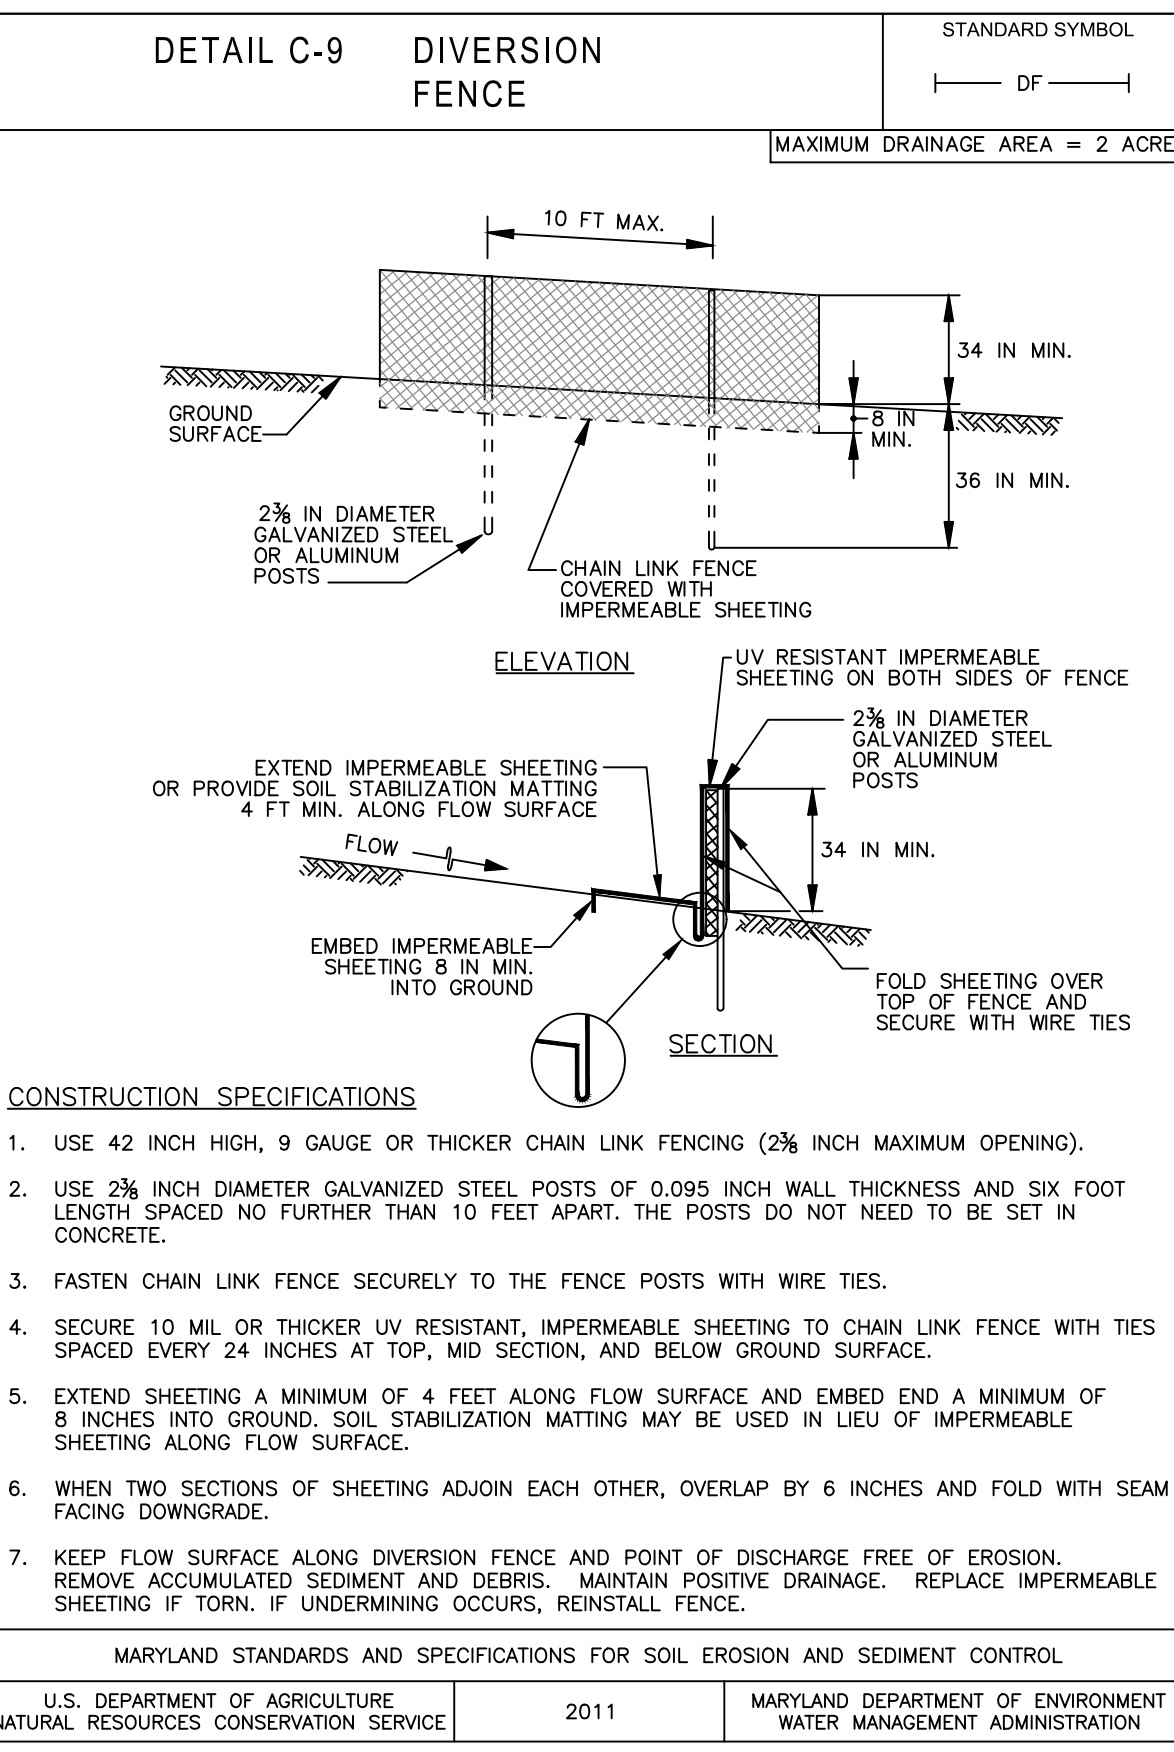 DETAIL C-9 DIVERSION
FENCE
STANDARD SYMBOL
DF
MAXIMUM DRAINAGE AREA = 2 ACRE
10 FT MAX.
34 IN MIN.
GROUND
SURFACE
8 IN
MIN.
36 IN MIN.
2⅜ IN DIAMETER
GALVANIZED STEEL
OR ALUMINUM
POSTS
CHAIN LINK FENCE
COVERED WITH
IMPERMEABLE SHEETING
ELEVATION
UV RESISTANT IMPERMEABLE
SHEETING ON BOTH SIDES OF FENCE
2⅜ IN DIAMETER
GALVANIZED STEEL
OR ALUMINUM
POSTS
EXTEND IMPERMEABLE SHEETING
OR PROVIDE SOIL STABILIZATION MATTING
4 FT MIN. ALONG FLOW SURFACE
FLOW
34 IN MIN.
EMBED IMPERMEABLE
SHEETING 8 IN MIN.
INTO GROUND
FOLD SHEETING OVER
TOP OF FENCE AND
SECURE WITH WIRE TIES
SECTION
CONSTRUCTION SPECIFICATIONS
1. USE 42 INCH HIGH, 9 GAUGE OR THICKER CHAIN LINK FENCING (2⅜ INCH MAXIMUM OPENING).
2. USE 2⅜ INCH DIAMETER GALVANIZED STEEL POSTS OF 0.095 INCH WALL THICKNESS AND SIX FOOT
LENGTH SPACED NO FURTHER THAN 10 FEET APART. THE POSTS DO NOT NEED TO BE SET IN
CONCRETE.
3. FASTEN CHAIN LINK FENCE SECURELY TO THE FENCE POSTS WITH WIRE TIES.
4. SECURE 10 MIL OR THICKER UV RESISTANT, IMPERMEABLE SHEETING TO CHAIN LINK FENCE WITH TIES
SPACED EVERY 24 INCHES AT TOP, MID SECTION, AND BELOW GROUND SURFACE.
5. EXTEND SHEETING A MINIMUM OF 4 FEET ALONG FLOW SURFACE AND EMBED END A MINIMUM OF
8 INCHES INTO GROUND. SOIL STABILIZATION MATTING MAY BE USED IN LIEU OF IMPERMEABLE
SHEETING ALONG FLOW SURFACE.
6. WHEN TWO SECTIONS OF SHEETING ADJOIN EACH OTHER, OVERLAP BY 6 INCHES AND FOLD WITH SEAM
FACING DOWNGRADE.
7. KEEP FLOW SURFACE ALONG DIVERSION FENCE AND POINT OF DISCHARGE FREE OF EROSION.
REMOVE ACCUMULATED SEDIMENT AND DEBRIS. MAINTAIN POSITIVE DRAINAGE. REPLACE IMPERMEABLE
SHEETING IF TORN. IF UNDERMINING OCCURS, REINSTALL FENCE.
MARYLAND STANDARDS AND SPECIFICATIONS FOR SOIL EROSION AND SEDIMENT CONTROL
U.S. DEPARTMENT OF AGRICULTURE
NATURAL RESOURCES CONSERVATION SERVICE
2011
MARYLAND DEPARTMENT OF ENVIRONMENT
WATER MANAGEMENT ADMINISTRATION